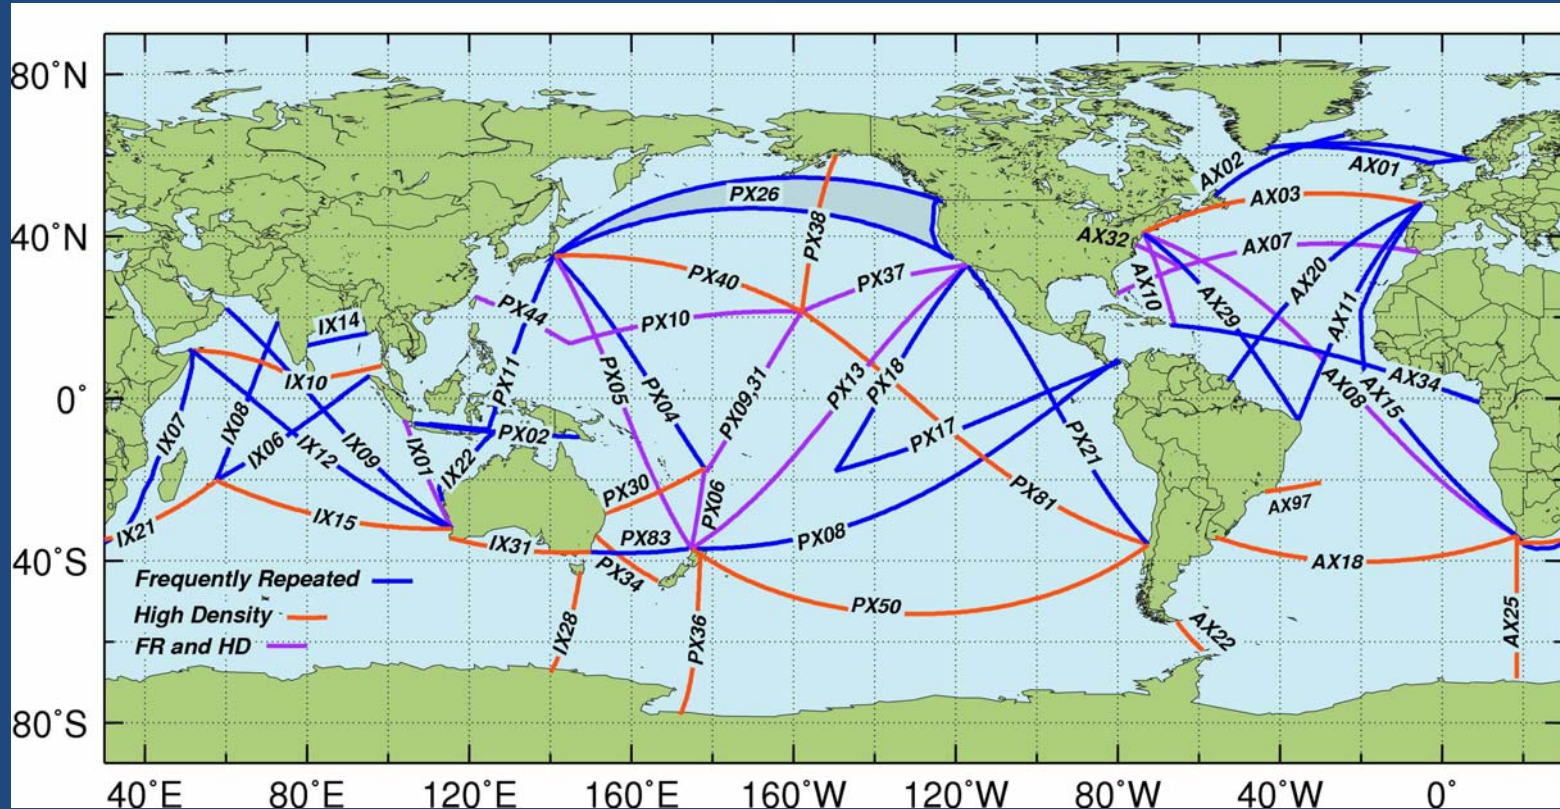 80°N
40°N
0°
40°S
80°S
AX02
AX01
PX26
AX03
PX38
AX32
AX07
PX40
PX37
AX10
AX20
PX44
IX14
PX10
AX29
AX11
IX10
PX11
PX05
PX04
PX09,31
PX13
PX18
AX08
AX15
AX34
IX07
IX08
IX06
IX12
IX09
IX01
IX22
PX02
PX17
PX21
PX30
PX06
PX81
AX97
IX21
IX15
IX31
PX83
PX08
PX34
AX18
Frequently Repeated
High Density
FR and HD
PX50
IX28
PX36
AX22
AX25
40°E
80°E
120°E
160°E
160°W
120°W
80°W
40°W
0°